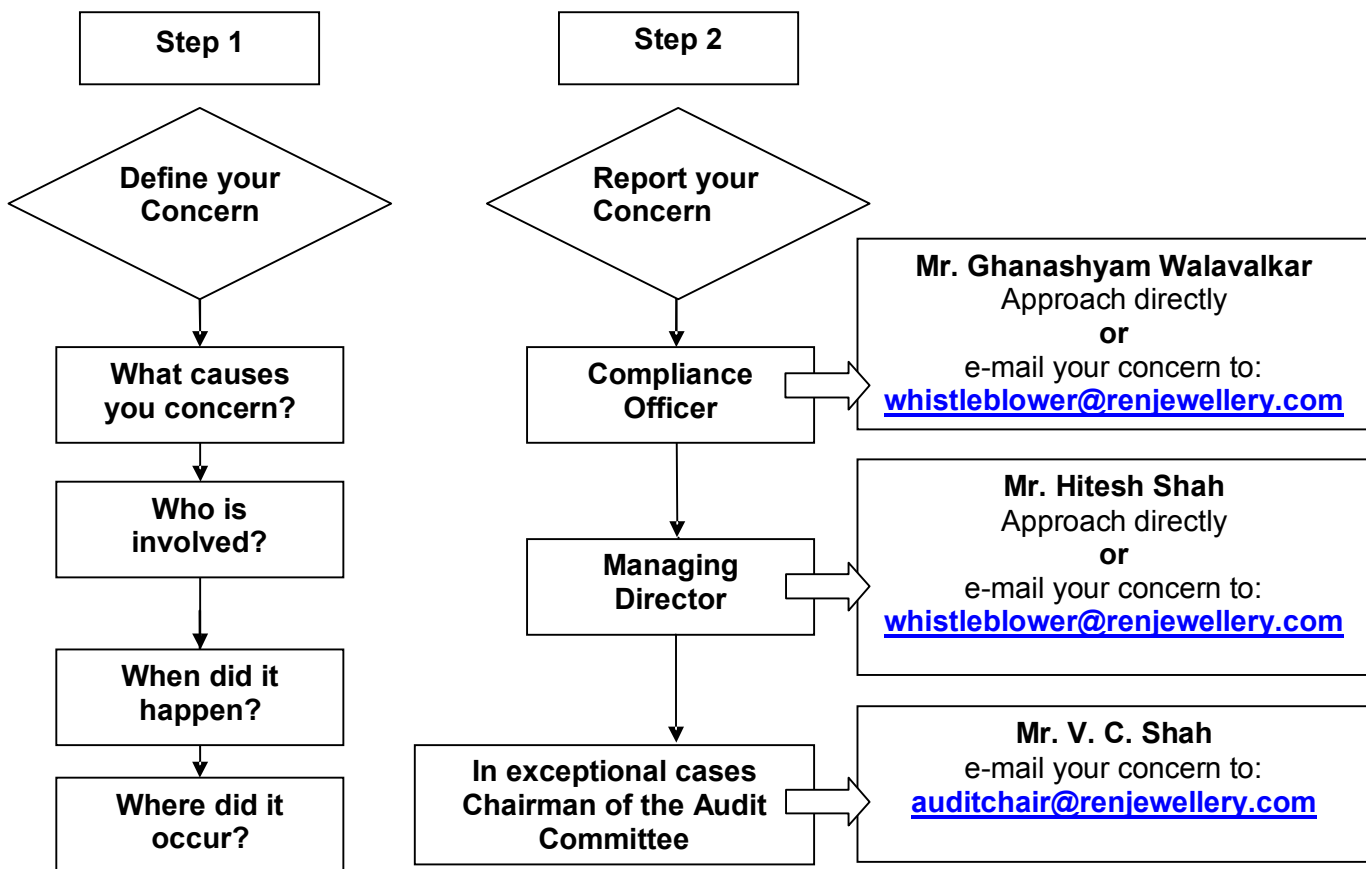 Step 1
Define your
Concern
What causes
you concern?
Who is
involved?
When did it
happen?
Where did it
occur?
Step 2
Report your
Concern
Compliance
Officer
Mr. Ghanashyam Walavalkar
Approach directly
or
e-mail your concern to:
whistleblower@renjewellery.com
Managing
Director
Mr. Hitesh Shah
Approach directly
or
e-mail your concern to:
whistleblower@renjewellery.com
In exceptional cases
Chairman of the Audit
Committee
Mr. V. C. Shah
e-mail your concern to:
auditchair@renjewellery.com